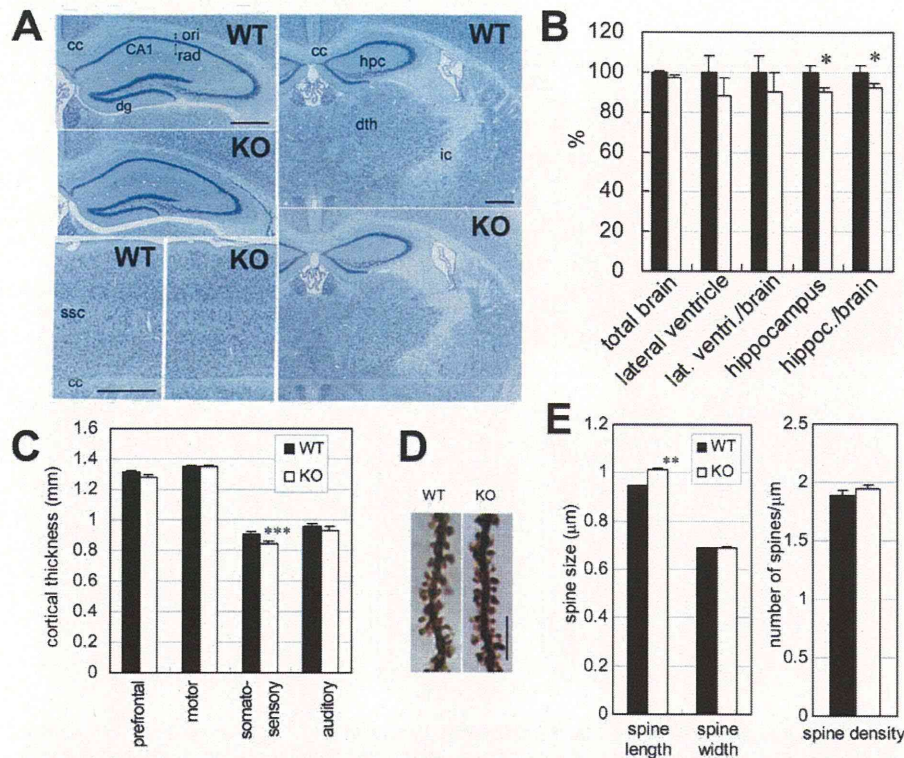 A
cc
CA1
ori
rad
WT
dg
KO
WT
KO
ssc
cc
cc
WT
hpc
dth
ic
KO
B
%
120
100
80
60
40
20
0
*
*
total brain
lateral ventricle
lat. ventri./brain
hippocampus
hippoc./brain
C
cortical thickness (mm)
1.6
1.4
1.2
1
0.8
0.6
0.4
0.2
0
WT
KO
***
prefrontal
motor
somato-
sensory
auditory
D
WT
KO
E
spine size (μm)
1.2
1
0.8
0.6
0.4
0.2
0
WT
KO
**
spine
length
spine
width
number of spines/μm
2.5
2
1.5
1
0.5
0
spine density